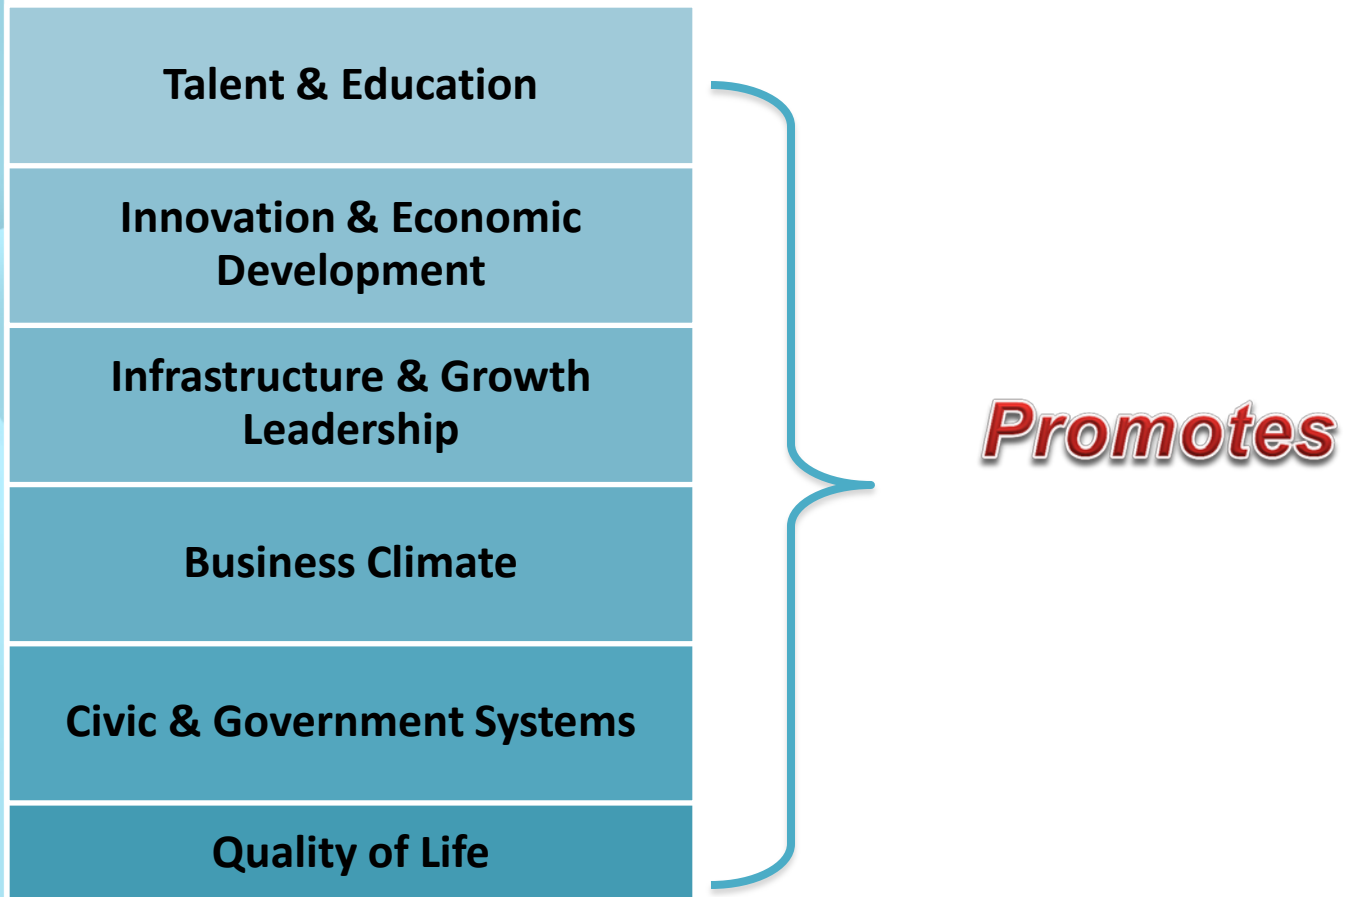 Talent & Education
Innovation & Economic
Development
Infrastructure & Growth
Leadership
Business Climate
Civic & Government Systems
Quality of Life
Promotes